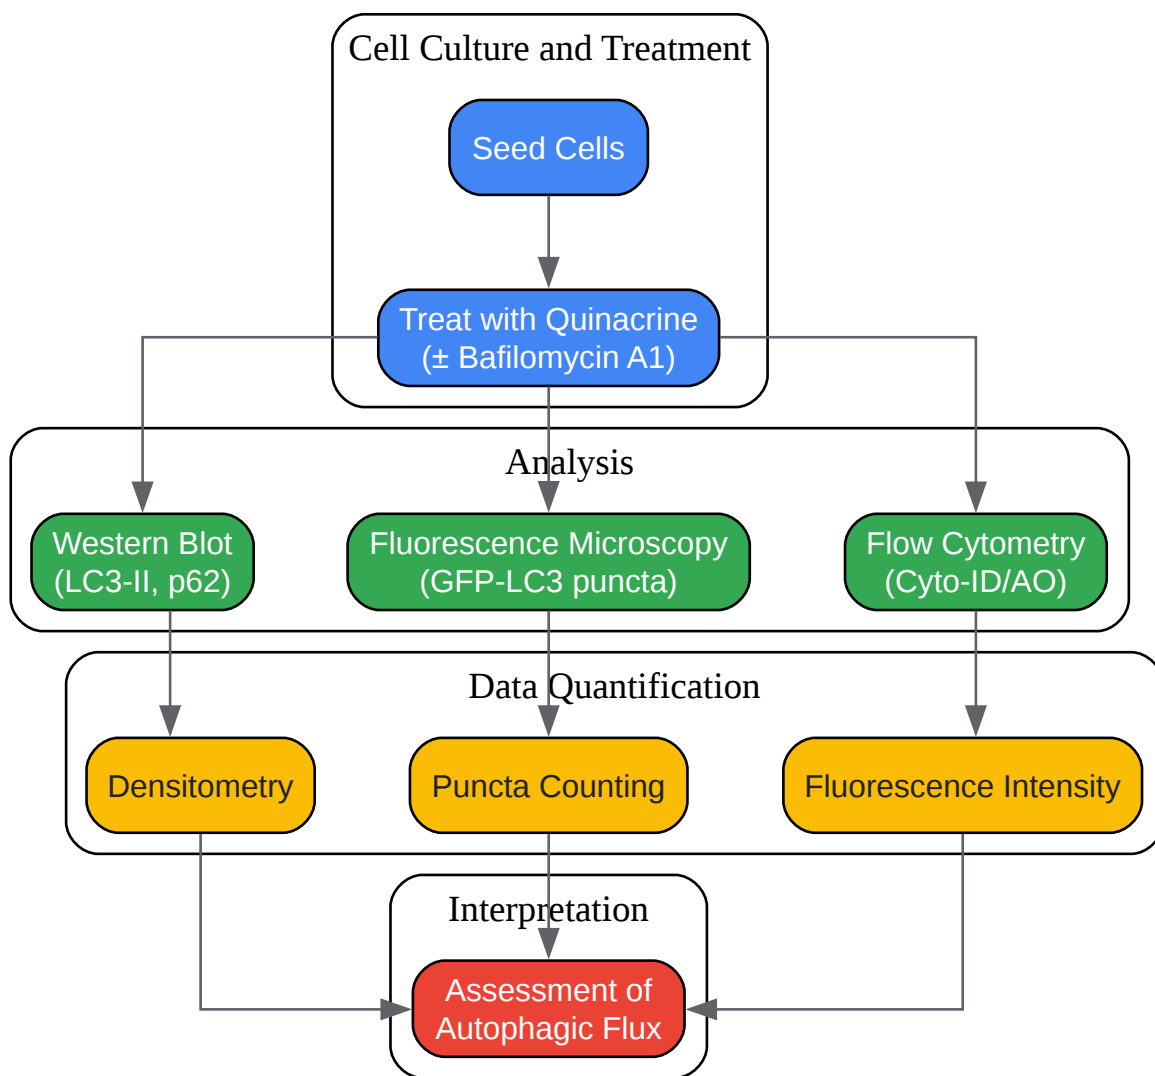 Cell Culture and Treatment
Seed Cells
Treat with Quinacrine
(± Bafilomycin A1)
Analysis
Western Blot
(LC3-II, p62)
Fluorescence Microscopy
(GFP-LC3 puncta)
Flow Cytometry
(Cyto-ID/AO)
Data Quantification
Densitometry
Puncta Counting
Fluorescence Intensity
Interpretation
Assessment of
Autophagic Flux